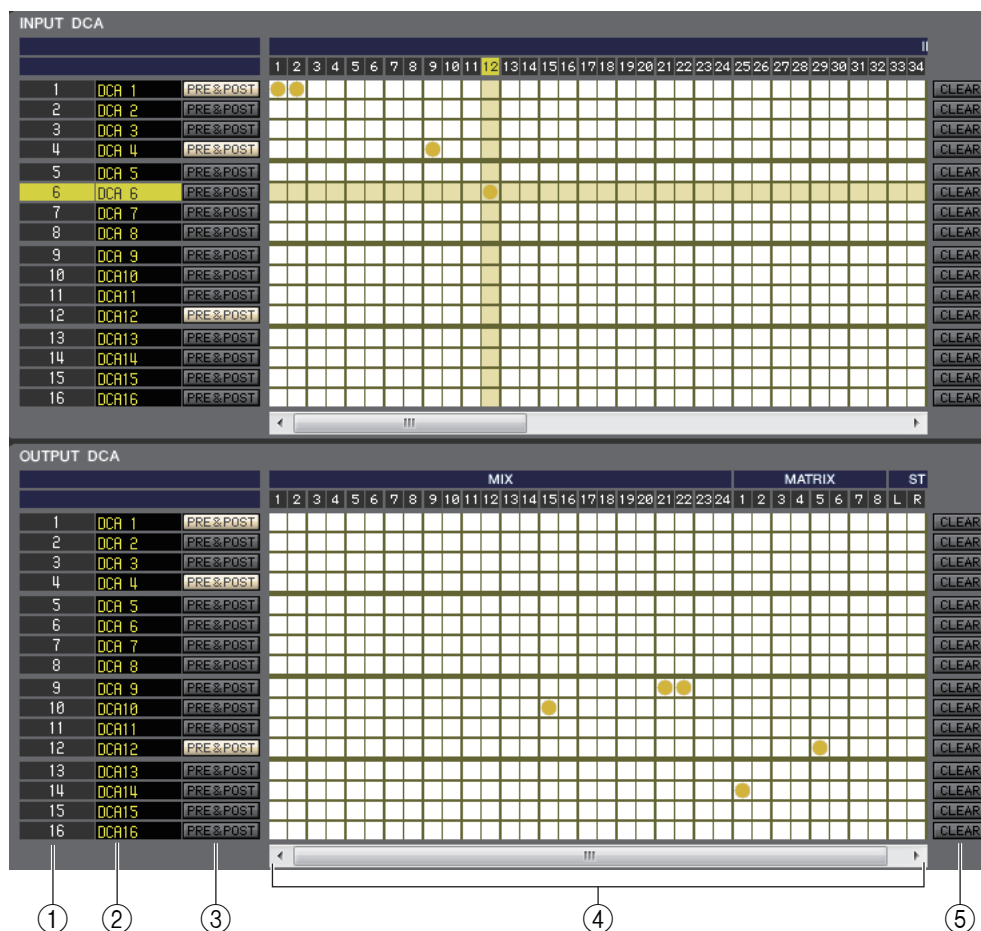 INPUT DCA
1 2 3 4 5 6 7 8 9 10 11 12 13 14 15 16 17 18 19 20 21 22 23 24 25 26 27 28 29 30 31 32 33 34
1 DCA 1 PRE&POST CLEAR
2 DCA 2 PRE&POST CLEAR
3 DCA 3 PRE&POST CLEAR
4 DCA 4 PRE&POST CLEAR
5 DCA 5 PRE&POST CLEAR
6 DCA 6 PRE&POST CLEAR
7 DCA 7 PRE&POST CLEAR
8 DCA 8 PRE&POST CLEAR
9 DCA 9 PRE&POST CLEAR
10 DCA10 PRE&POST CLEAR
11 DCA11 PRE&POST CLEAR
12 DCA12 PRE&POST CLEAR
13 DCA13 PRE&POST CLEAR
14 DCA14 PRE&POST CLEAR
15 DCA15 PRE&POST CLEAR
16 DCA16 PRE&POST CLEAR
OUTPUT DCA
MIX MATRIX ST
1 2 3 4 5 6 7 8 9 10 11 12 13 14 15 16 17 18 19 20 21 22 23 24 1 2 3 4 5 6 7 8 L R
1 DCA 1 PRE&POST CLEAR
2 DCA 2 PRE&POST CLEAR
3 DCA 3 PRE&POST CLEAR
4 DCA 4 PRE&POST CLEAR
5 DCA 5 PRE&POST CLEAR
6 DCA 6 PRE&POST CLEAR
7 DCA 7 PRE&POST CLEAR
8 DCA 8 PRE&POST CLEAR
9 DCA 9 PRE&POST CLEAR
10 DCA10 PRE&POST CLEAR
11 DCA11 PRE&POST CLEAR
12 DCA12 PRE&POST CLEAR
13 DCA13 PRE&POST CLEAR
14 DCA14 PRE&POST CLEAR
15 DCA15 PRE&POST CLEAR
16 DCA16 PRE&POST CLEAR
① ② ③ ④ ⑤